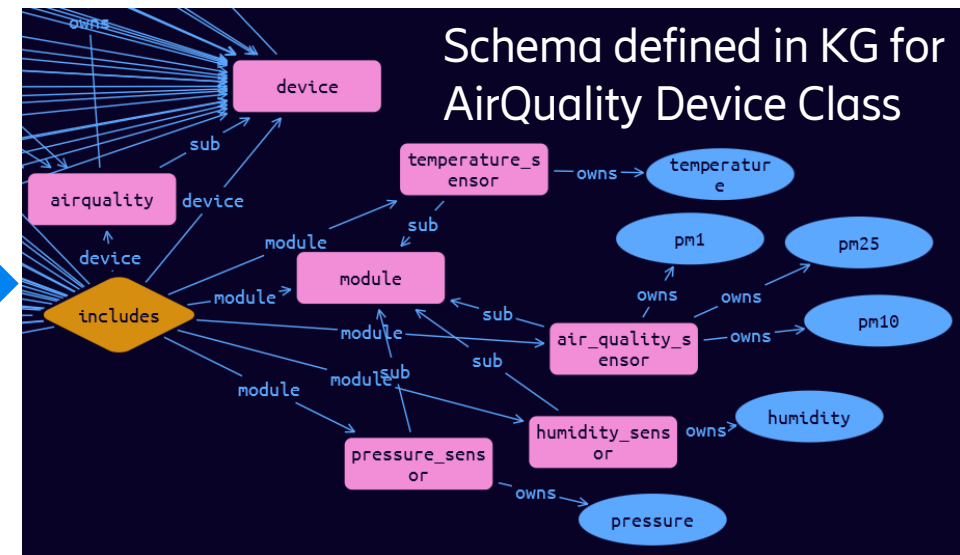 owns
Schema defined in KG for
AirQuality Device Class
device
sub
temperature_s
ensor
owns
temperatur
e
airquality
device
sub
module
pm1
pm25
device
module
module
owns
owns
includes
sub
pm10
module
air_quality_s
ensor
owns
sub
sub
module
module
humidity
humidity_sens
or
owns
pressure_sens
or
owns
pressure